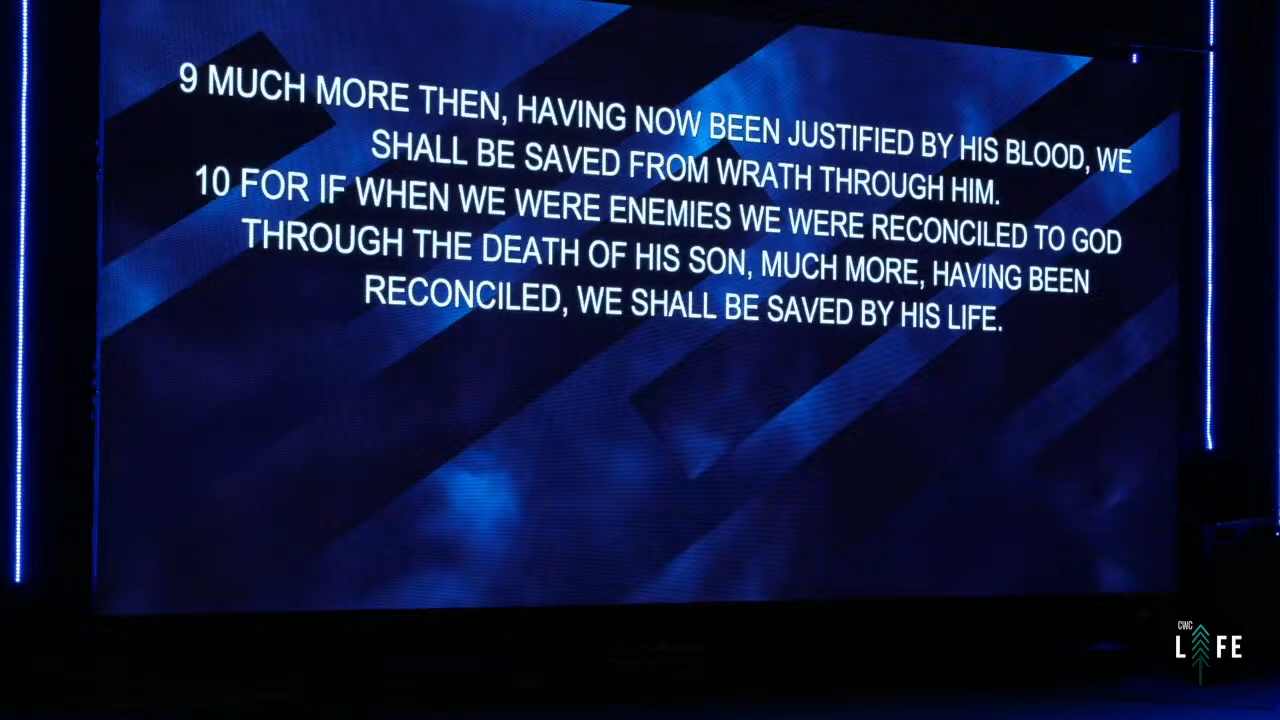 9 MUCH MORE THEN, HAVING NOW BEEN JUSTIFIED BY HIS BLOOD, WE
SHALL BE SAVED FROM WRATH THROUGH HIM.
10 FOR IF WHEN WE WERE ENEMIES WE WERE RECONCILED TO GOD
THROUGH THE DEATH OF HIS SON, MUCH MORE, HAVING BEEN
RECONCILED, WE SHALL BE SAVED BY HIS LIFE.
CWC
LIFE